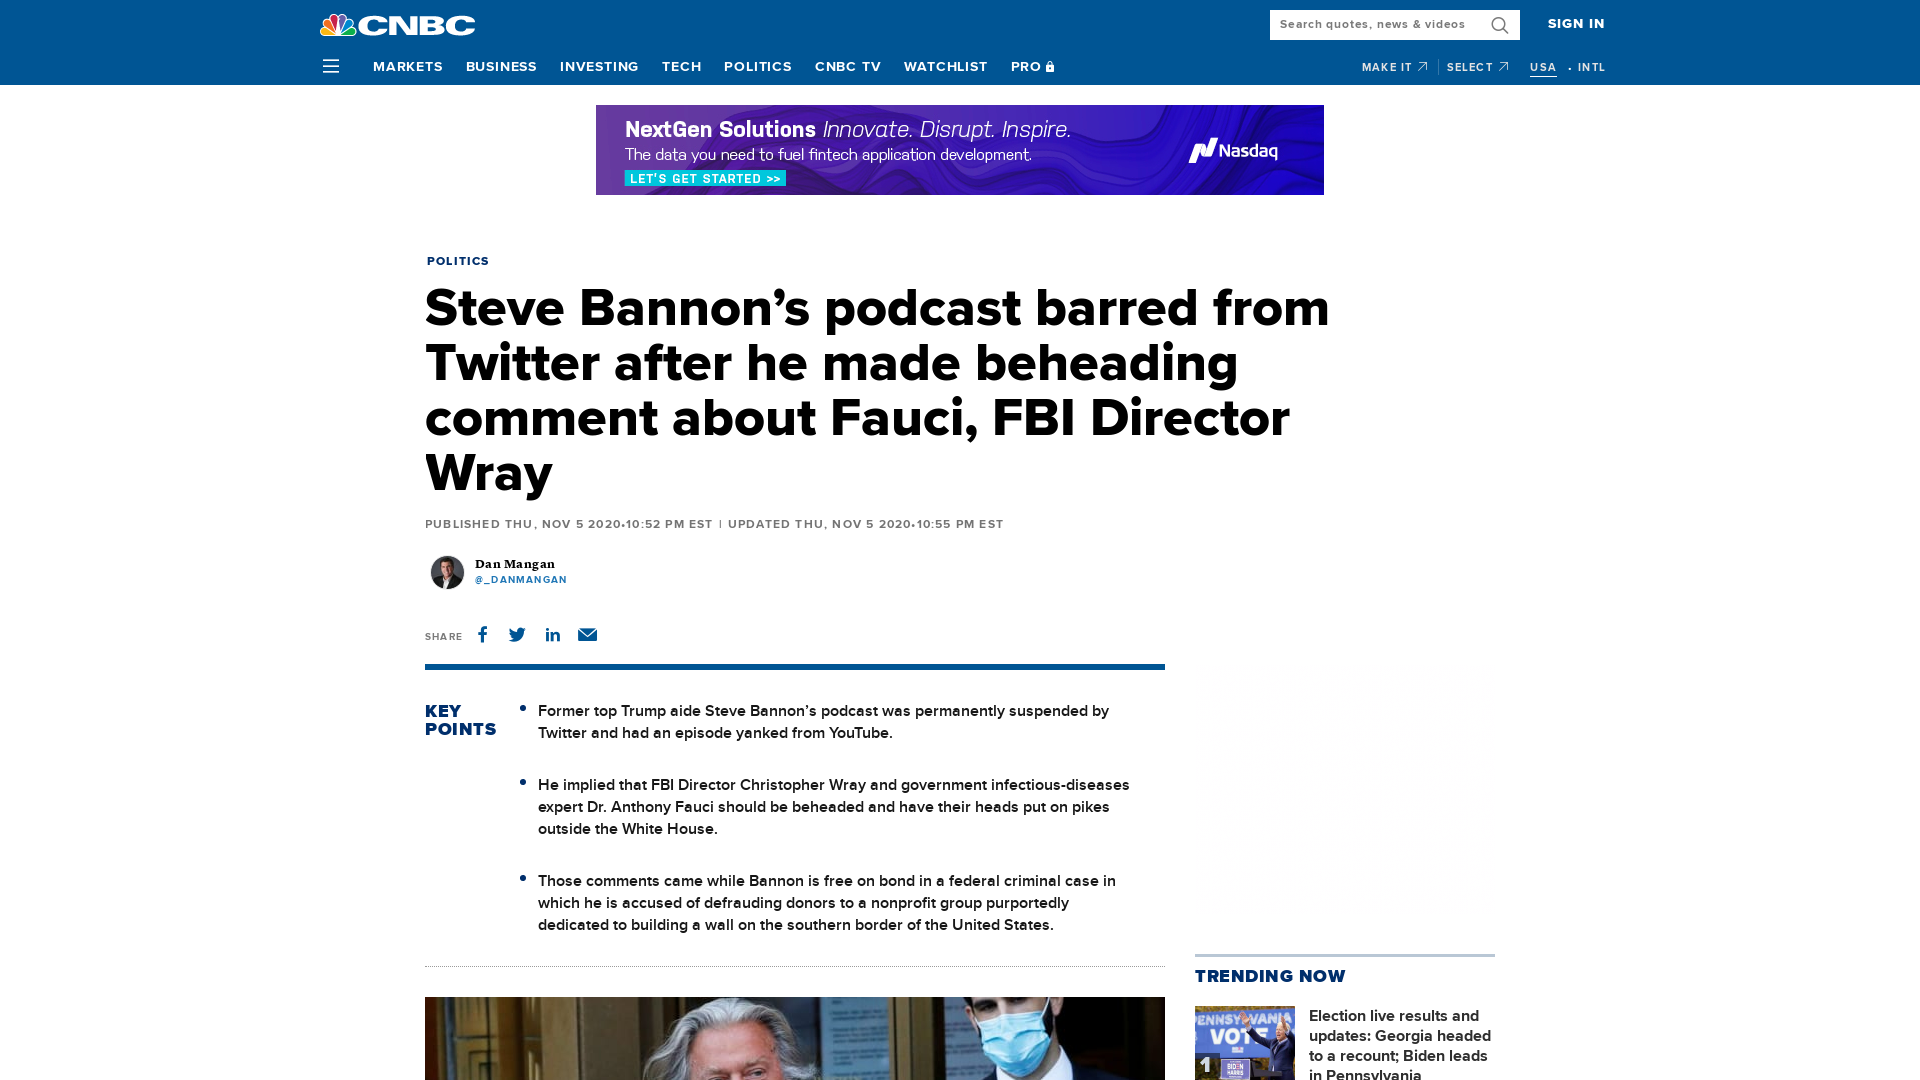 CNBC
Search quotes, news & videos
SIGN IN
MARKETS BUSINESS INVESTING TECH POLITICS CNBC TV WATCHLIST PRO
MAKE IT SELECT USA • INTL
NextGen Solutions Innovate. Disrupt. Inspire.
The data you need to fuel fintech application development.
LET'S GET STARTED >>
Nasdaq
POLITICS
Steve Bannon’s podcast barred from
Twitter after he made beheading
comment about Fauci, FBI Director
Wray
PUBLISHED THU, NOV 5 2020•10:52 PM EST | UPDATED THU, NOV 5 2020•10:55 PM EST
Dan Mangan
@_DANMANGAN
SHARE
KEY
POINTS
Former top Trump aide Steve Bannon’s podcast was permanently suspended by
Twitter and had an episode yanked from YouTube.
He implied that FBI Director Christopher Wray and government infectious-diseases
expert Dr. Anthony Fauci should be beheaded and have their heads put on pikes
outside the White House.
Those comments came while Bannon is free on bond in a federal criminal case in
which he is accused of defrauding donors to a nonprofit group purportedly
dedicated to building a wall on the southern border of the United States.
TRENDING NOW
PENNSYLVANIA
VOTE
BIDEN
HARRIS
1
Election live results and
updates: Georgia headed
to a recount; Biden leads
in Pennsylvania